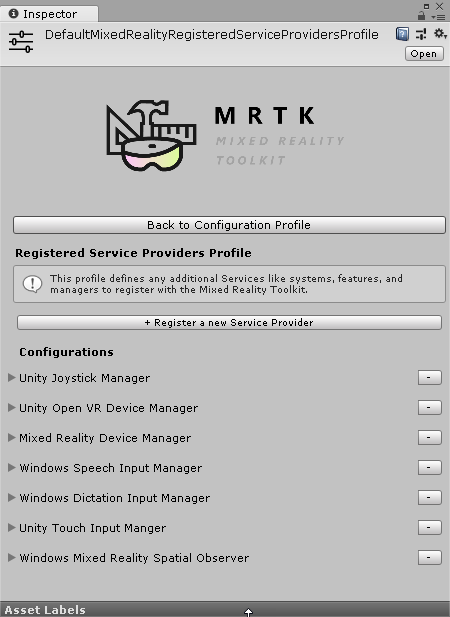 Inspector
DefaultMixedRealityRegisteredServiceProvidersProfile
Open
MRTK
MIXED REALITY
TOOLKIT
Back to Configuration Profile
Registered Service Providers Profile
This profile defines any additional Services like systems, features, and
managers to register with the Mixed Reality Toolkit.
+ Register a new Service Provider
Configurations
Unity Joystick Manager -
Unity Open VR Device Manager -
Mixed Reality Device Manager -
Windows Speech Input Manager -
Windows Dictation Input Manager -
Unity Touch Input Manger -
Windows Mixed Reality Spatial Observer -
Asset Labels